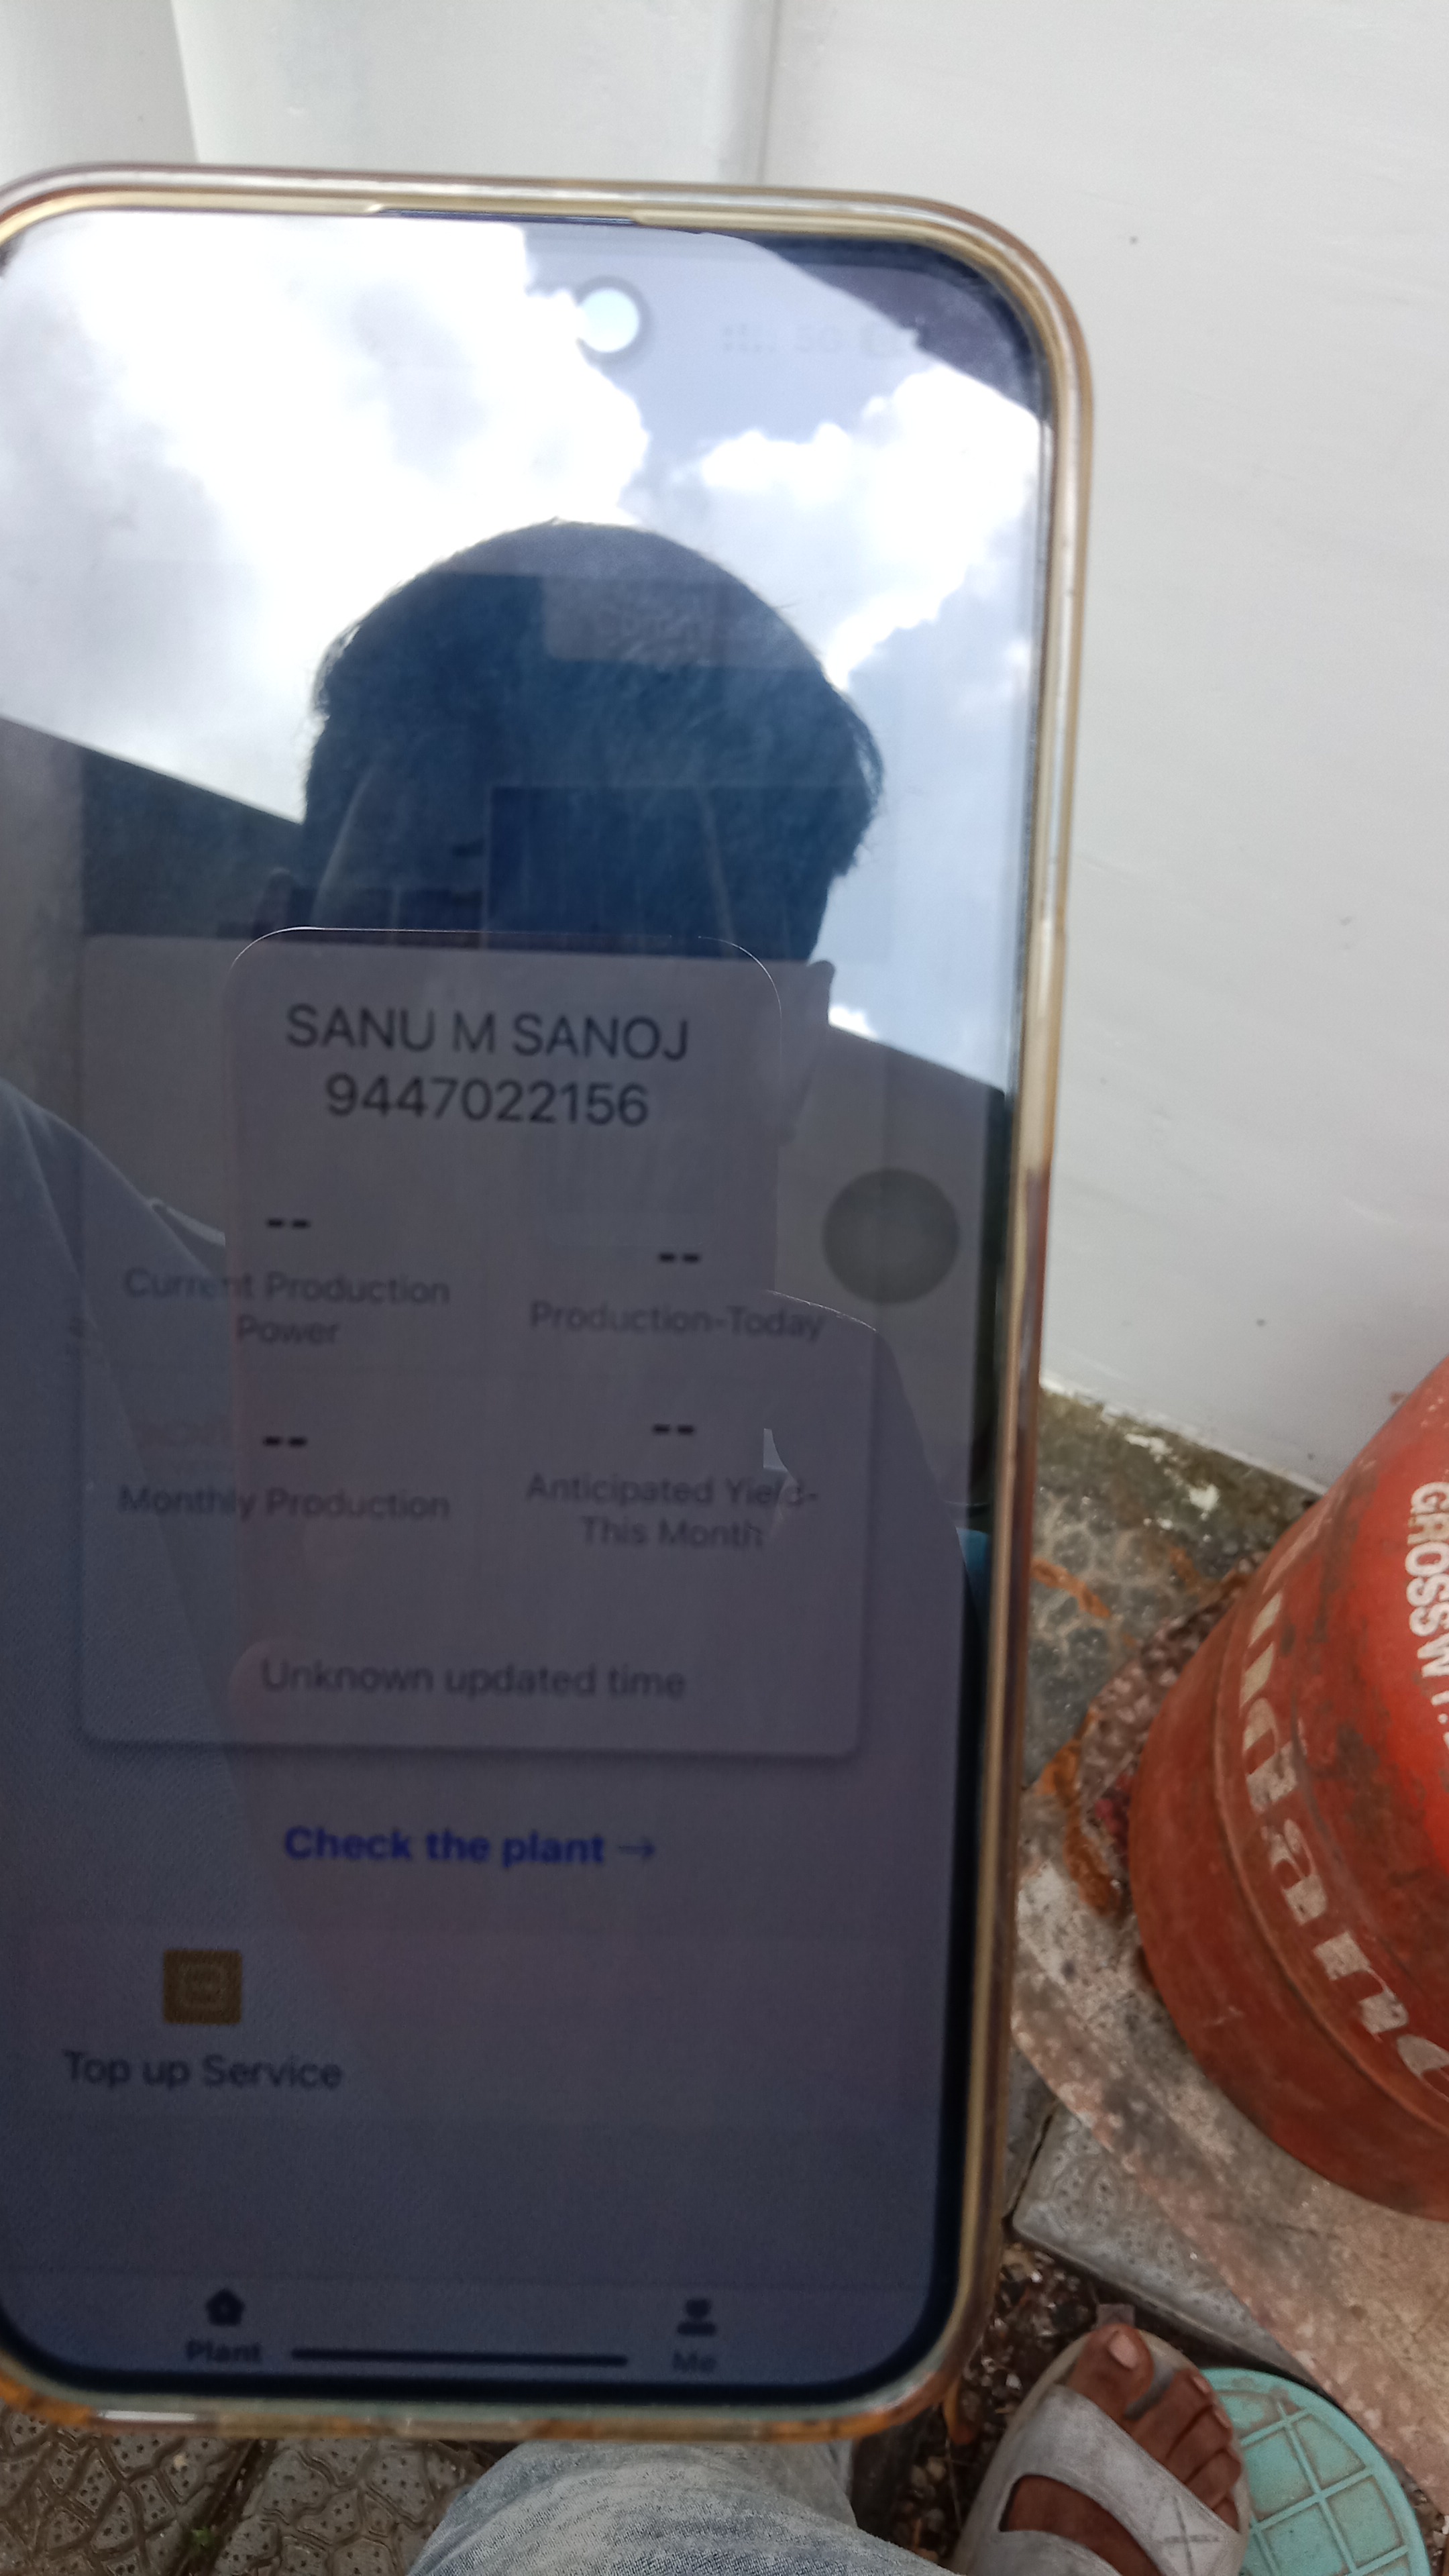 SANU M SANOJ
9447022156
--
Current Production
Power
--
Production-Today
--
Monthly Production
--
Anticipated Yield-
This Month
Unknown updated time
Check the plant →
Top up Service
Plant
Me
GROSS W